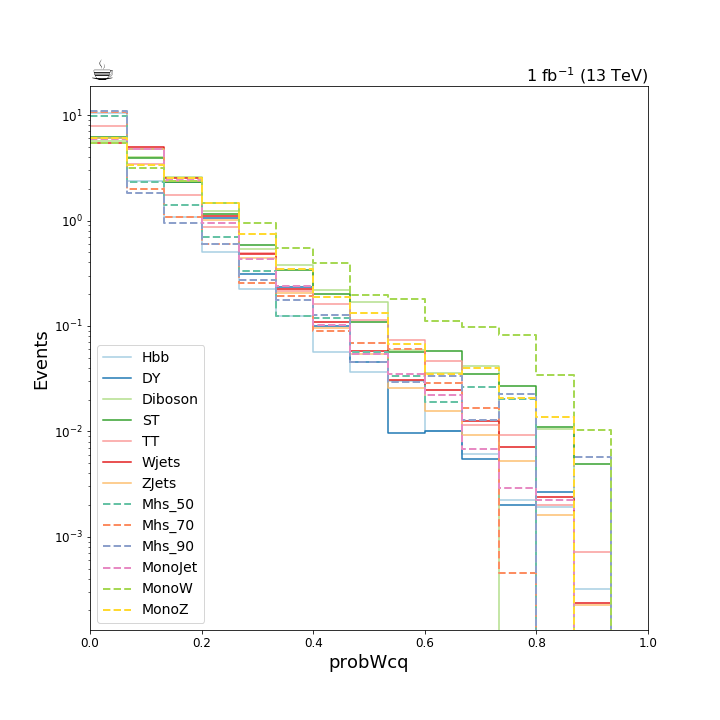 ☕
1 fb⁻¹ (13 TeV)
Events
10¹
10⁰
10⁻¹
10⁻²
10⁻³
Hbb
DY
Diboson
ST
TT
Wjets
ZJets
Mhs_50
Mhs_70
Mhs_90
MonoJet
MonoW
MonoZ
0.0 0.2 0.4 0.6 0.8 1.0
probWcq